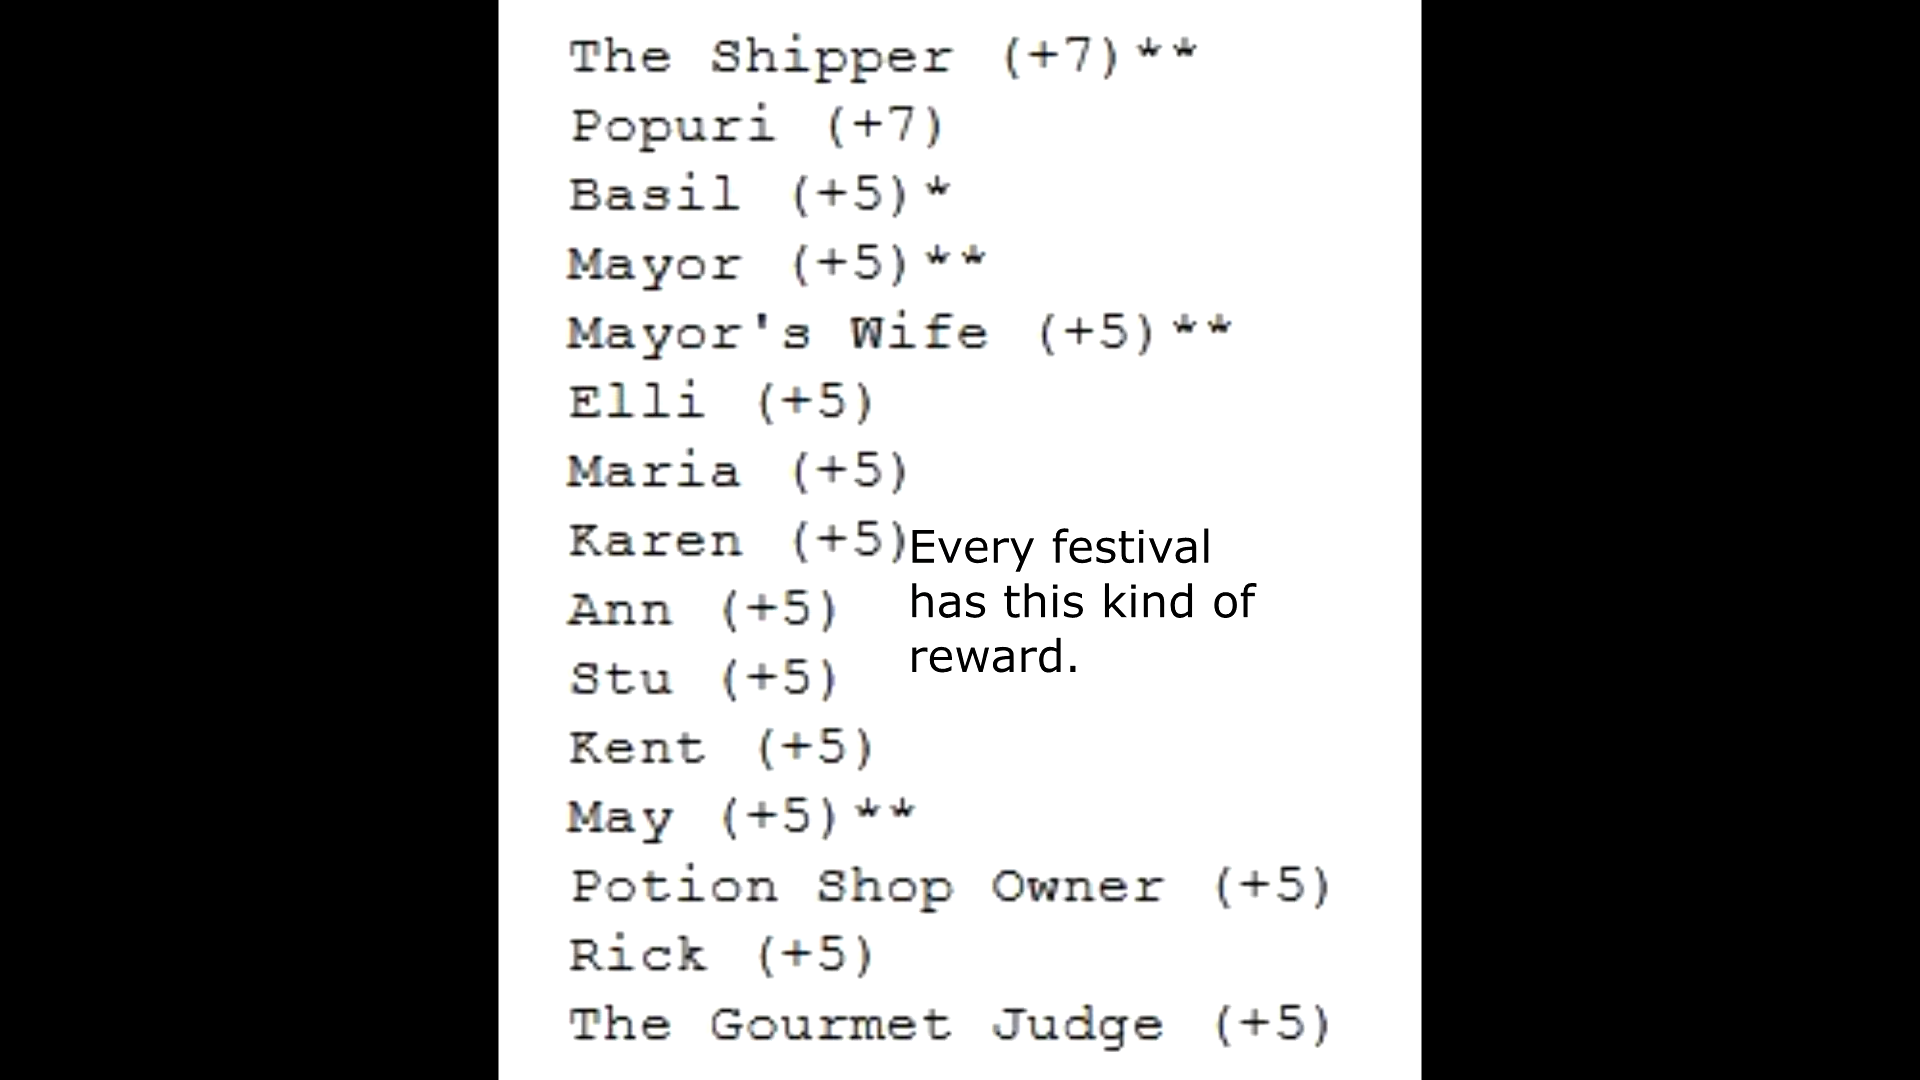 The Shipper (+7)**
Popuri (+7)
Basil (+5)*
Mayor (+5)**
Mayor's Wife (+5)**
Elli (+5)
Maria (+5)
Karen (+5)
Ann (+5)
Stu (+5)
Kent (+5)
May (+5)**
Potion Shop Owner (+5)
Rick (+5)
The Gourmet Judge (+5)
Every festival
has this kind of
reward.